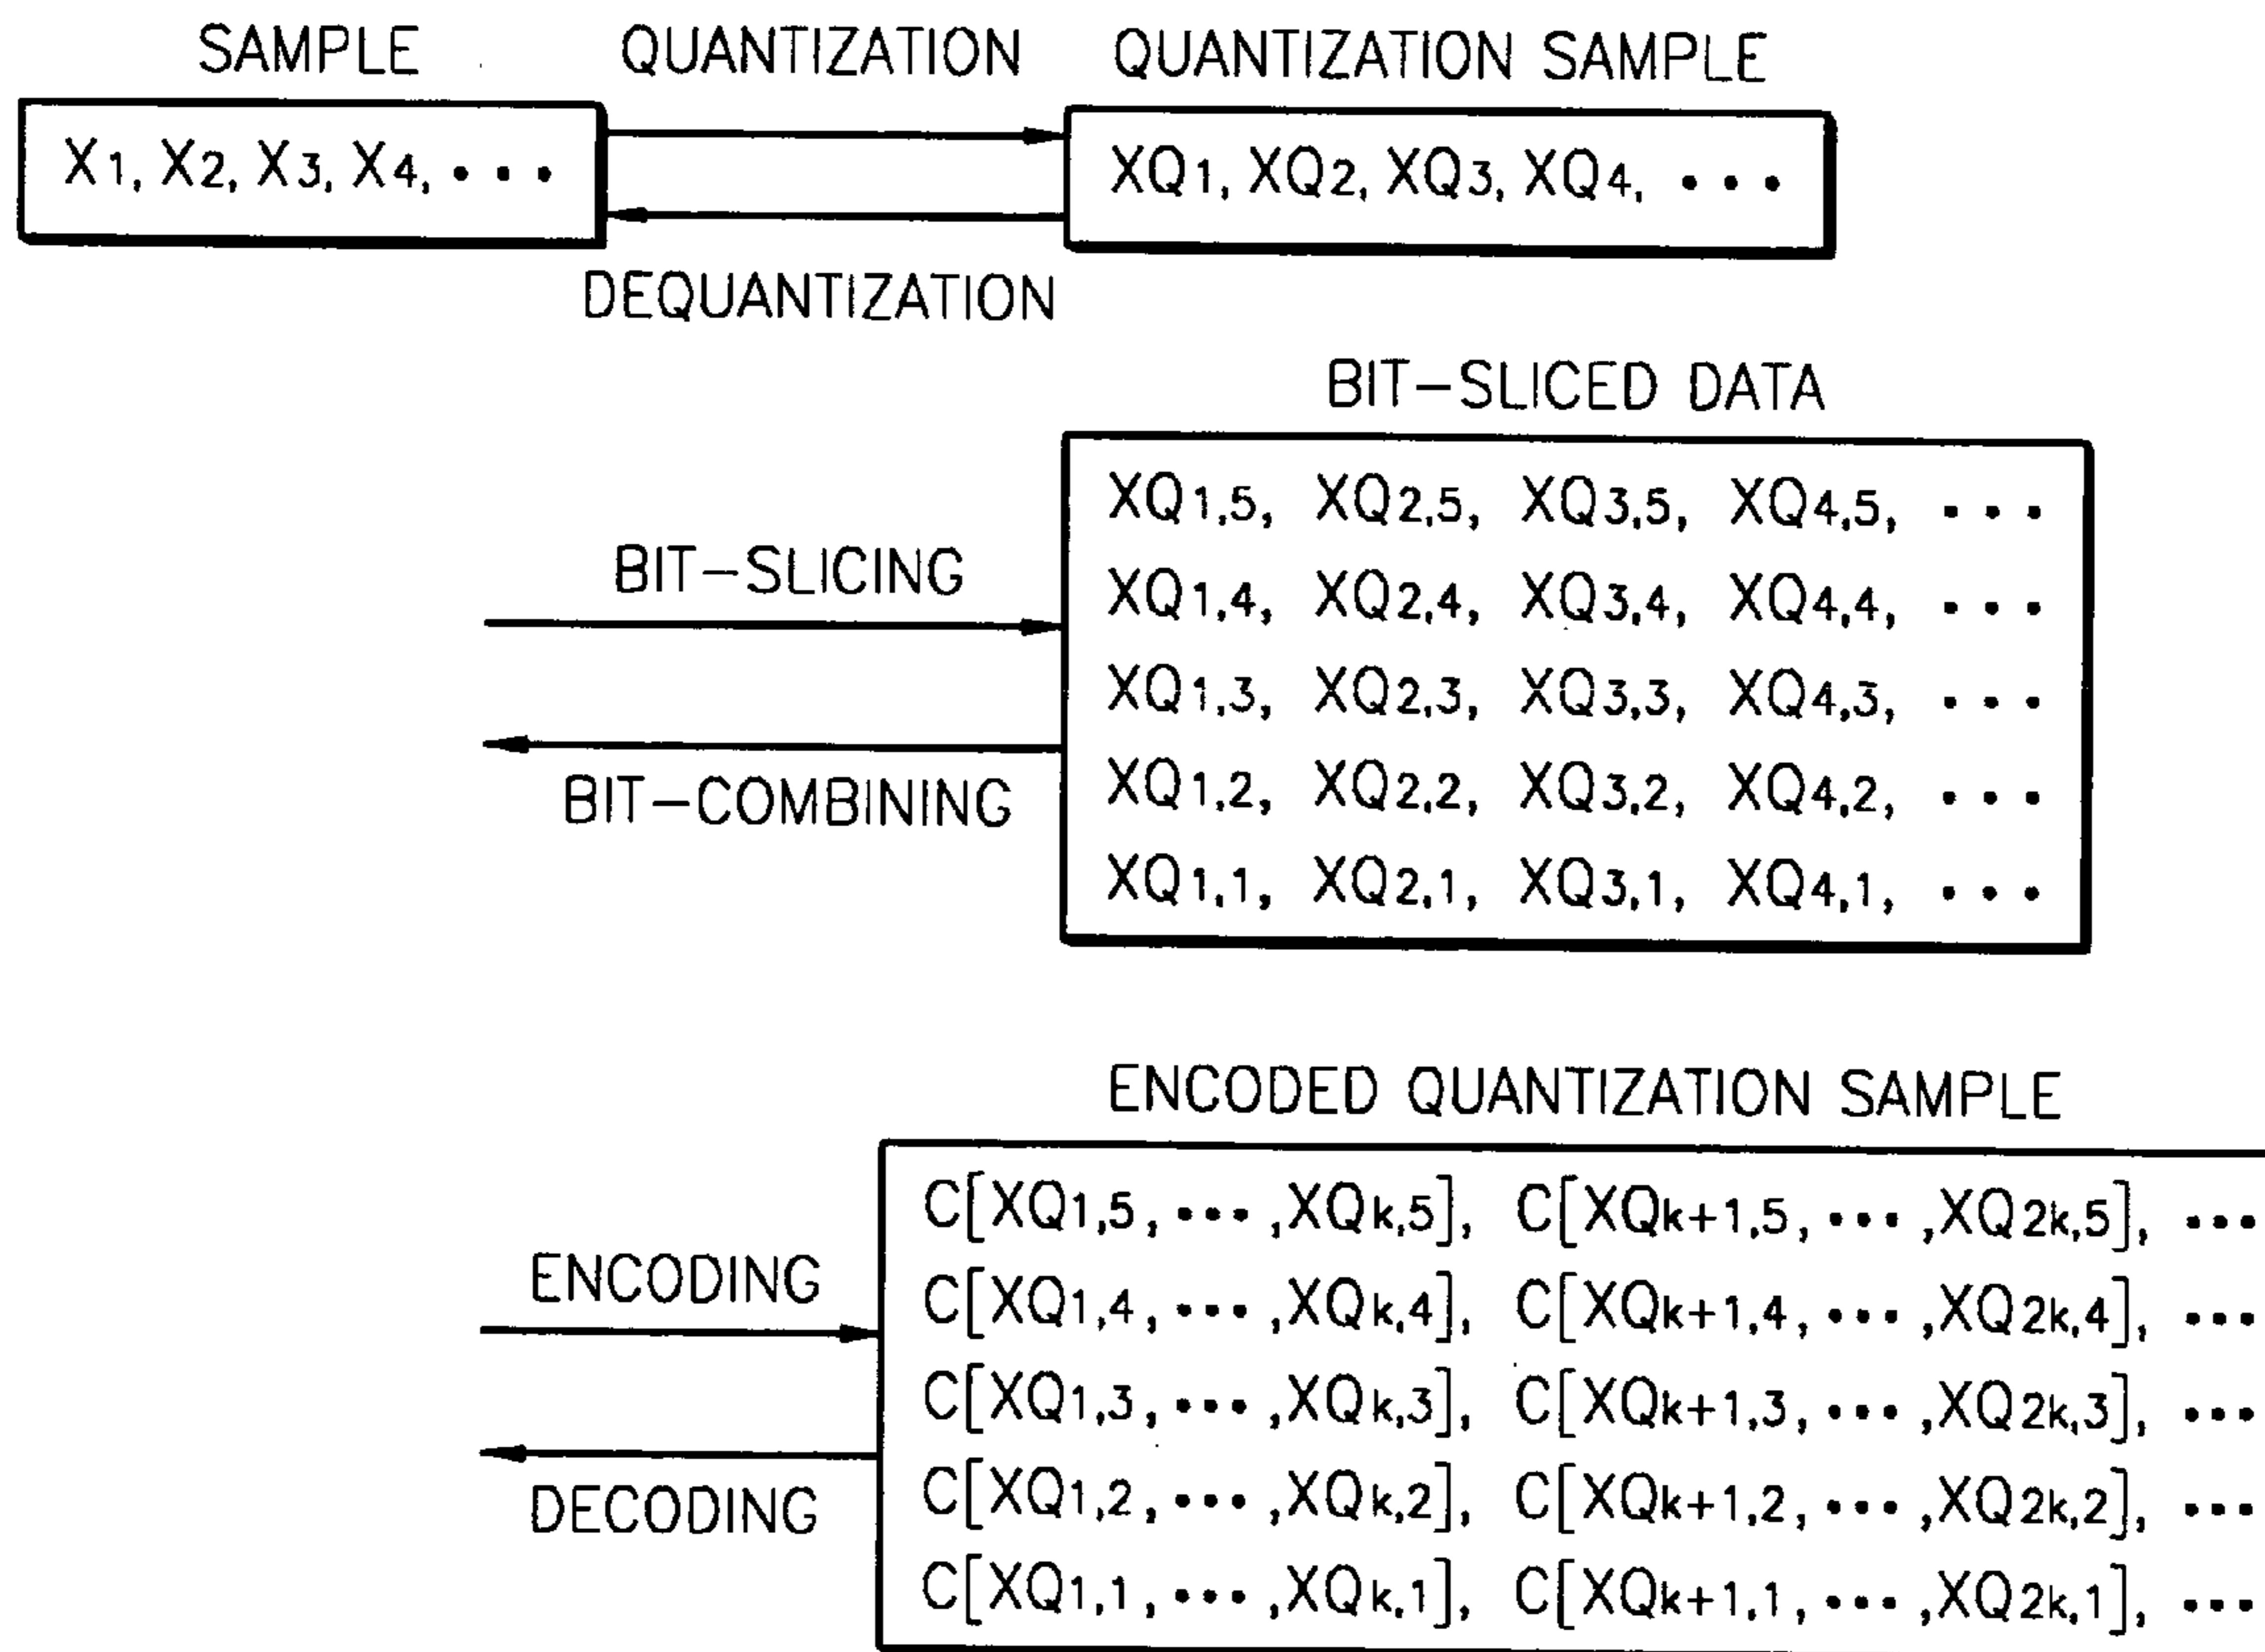 SAMPLE QUANTIZATION QUANTIZATION SAMPLE
X1, X2, X3, X4, •••
XQ1, XQ2, XQ3, XQ4, •••
DEQUANTIZATION
BIT-SLICED DATA
XQ1,5, XQ2,5, XQ3,5, XQ4,5, •••
BIT-SLICING
XQ1,4, XQ2,4, XQ3,4, XQ4,4, •••
XQ1,3, XQ2,3, XQ3,3, XQ4,3, •••
BIT-COMBINING
XQ1,2, XQ2,2, XQ3,2, XQ4,2, •••
XQ1,1, XQ2,1, XQ3,1, XQ4,1, •••
ENCODED QUANTIZATION SAMPLE
C[XQ1,5, ••• ,XQk,5], C[XQk+1,5, ••• ,XQ2k,5], •••
ENCODING
C[XQ1,4, ••• ,XQk,4], C[XQk+1,4, ••• ,XQ2k,4], •••
C[XQ1,3, ••• ,XQk,3], C[XQk+1,3, ••• ,XQ2k,3], •••
DECODING
C[XQ1,2, ••• ,XQk,2], C[XQk+1,2, ••• ,XQ2k,2], •••
C[XQ1,1, ••• ,XQk,1], C[XQk+1,1, ••• ,XQ2k,1], •••